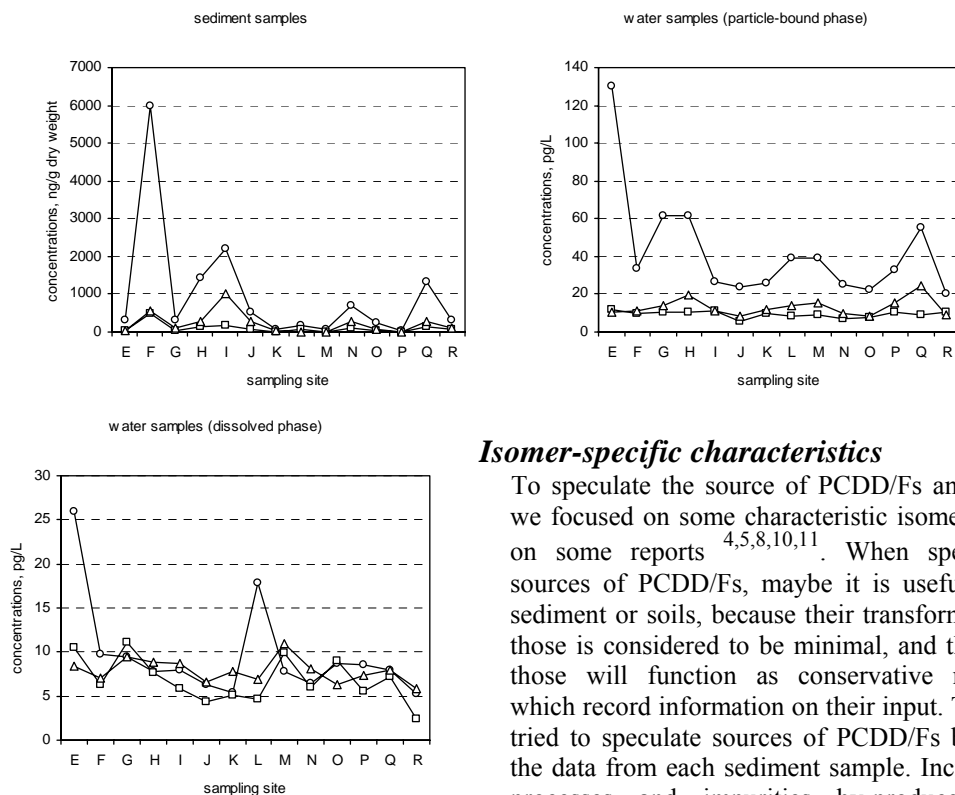 sediment samples
7000
6000
5000
4000
3000
2000
1000
0
concentrations, ng/g dry weight
E F G H I J K L M N O P Q R
sampling site
water samples (particle-bound phase)
140
120
100
80
60
40
20
0
concentrations, pg/L
E F G H I J K L M N O P Q R
sampling site
water samples (dissolved phase)
30
25
20
15
10
5
0
concentrations, pg/L
E F G H I J K L M N O P Q R
sampling site
Isomer-specific characteristics
To speculate the source of PCDD/Fs an
we focused on some characteristic isome
on some reports 4,5,8,10,11. When spe
sources of PCDD/Fs, maybe it is usefu
sediment or soils, because their transform
those is considered to be minimal, and th
those will function as conservative
which record information on their input. T
tried to speculate sources of PCDD/Fs b
the data from each sediment sample. Inc